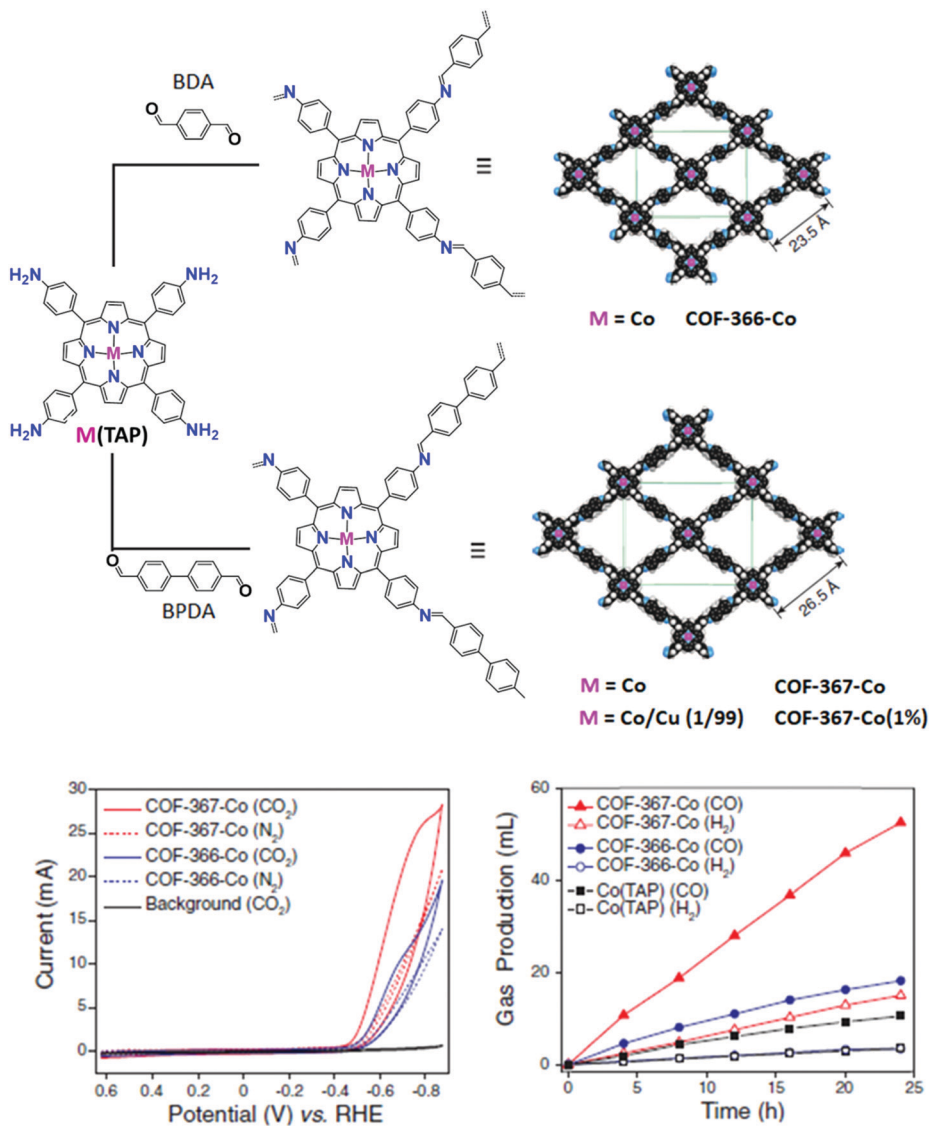 BDA
O
O
N
N
N
N
M
N
N
N
N
≡
23.5 Å
M = Co COF-366-Co
H2N
NH2
N
N
M
N
N
H2N
NH2
M(TAP)
O
O
BPDA
N
N
N
N
M
N
N
N
N
≡
26.5 Å
M = Co COF-367-Co
M = Co/Cu (1/99) COF-367-Co(1%)
30
25
20
15
10
5
0
Current (mA)
COF-367-Co (CO2)
COF-367-Co (N2)
COF-366-Co (CO2)
COF-366-Co (N2)
Background (CO2)
0.6 0.4 0.2 0 -0.2 -0.4 -0.6 -0.8
Potential (V) vs. RHE
60
40
20
0
Gas Production (mL)
COF-367-Co (CO)
COF-367-Co (H2)
COF-366-Co (CO)
COF-366-Co (H2)
Co(TAP) (CO)
Co(TAP) (H2)
0 5 10 15 20 25
Time (h)